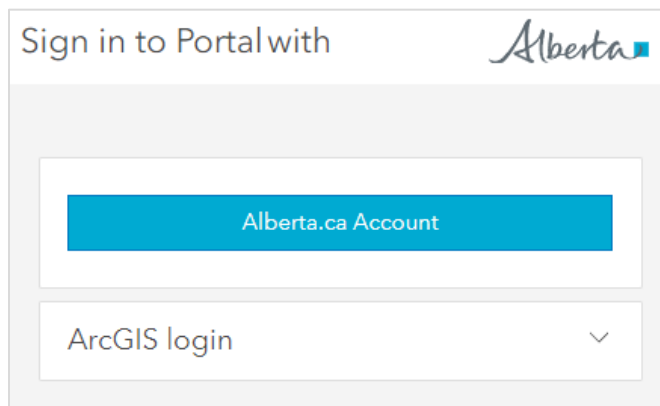 Sign in to Portal with
Alberta
Alberta.ca Account
ArcGIS login